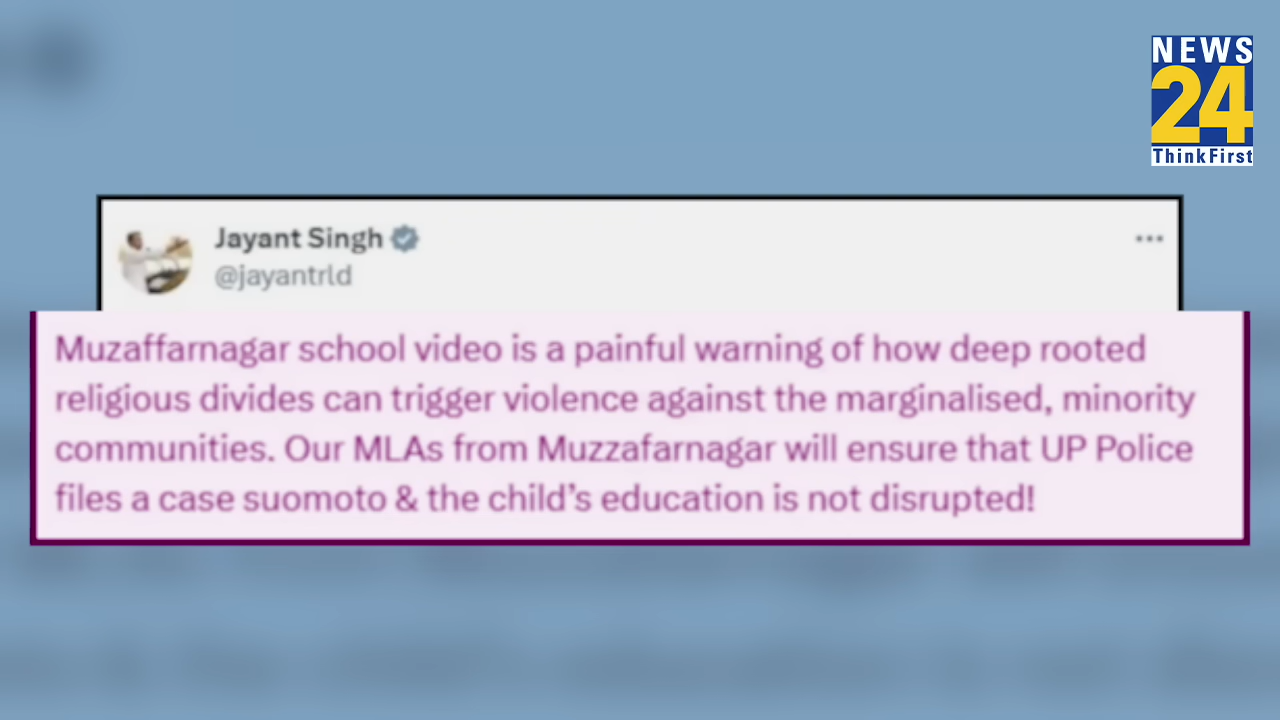 NEWS
24
ThinkFirst
Jayant Singh
@jayantrld
Muzaffarnagar school video is a painful warning of how deep rooted
religious divides can trigger violence against the marginalised, minority
communities. Our MLAs from Muzzafarnagar will ensure that UP Police
files a case suomoto & the child’s education is not disrupted!